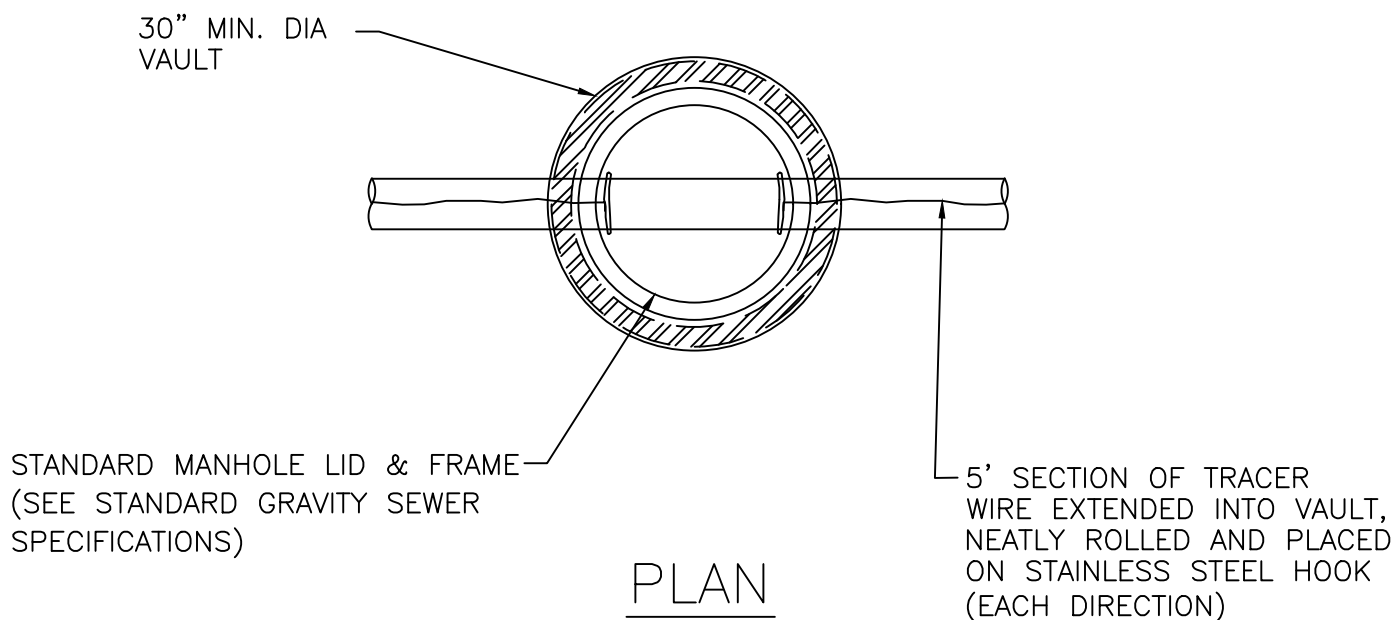 30” MIN. DIA
VAULT
STANDARD MANHOLE LID & FRAME
(SEE STANDARD GRAVITY SEWER
SPECIFICATIONS)
5’ SECTION OF TRACER
WIRE EXTENDED INTO VAULT,
NEATLY ROLLED AND PLACED
ON STAINLESS STEEL HOOK
(EACH DIRECTION)
PLAN